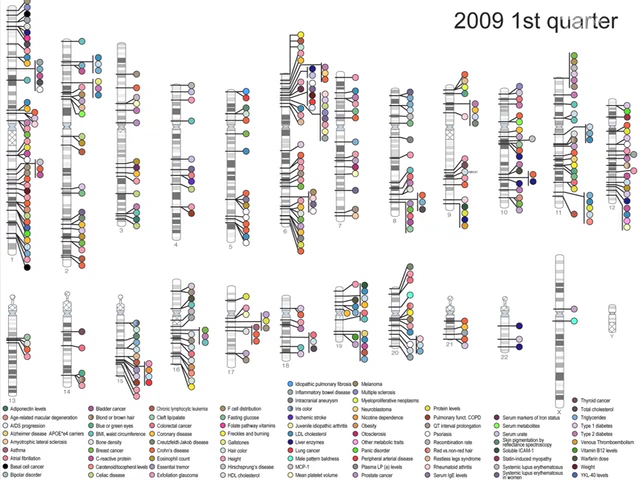 2009 1st quarter
1
2
3
4
5
6
7
8
9
10
11
12
13
14
15
16
17
18
19
20
21
22
X
Y
Adiponectin levels
Age-related macular degeneration
AIDS progression
Alzheimer disease APOE*e4 carriers
Amyotrophic lateral sclerosis
Asthma
Atrial fibrillation
Basal cell cancer
Bipolar disorder
Bladder cancer
Blond or brown hair
Blue or green eyes
BMI, waist circumference
Bone density
Breast cancer
C-reactive protein
Carotenoid/tocopherol levels
Celiac disease
Chronic lymphocytic leukemia
Cleft lip/palate
Colorectal cancer
Coronary disease
Creutzfeldt-Jakob disease
Crohn's disease
Eosinophil count
Essential tremor
Exfoliation glaucoma
F cell distribution
Fasting glucose
Folate pathway vitamins
Freckles and burning
Gallstones
Hair color
Height
Hirschsprung's disease
HDL cholesterol
Idiopathic pulmonary fibrosis
Inflammatory bowel disease
Intracranial aneurysm
Iris color
Ischemic stroke
Juvenile idiopathic arthritis
LDL cholesterol
Liver enzymes
Lung cancer
Male pattern baldness
MCP-1
Mean platelet volume
Melanoma
Multiple sclerosis
Myeloproliferative neoplasms
Neuroblastoma
Nicotine dependence
Obesity
Otosclerosis
Other metabolic traits
Panic disorder
Peripheral arterial disease
Plasma LP (a) levels
Prostate cancer
Protein levels
Pulmonary funct. COPD
QT interval prolongation
Psoriasis
Recombination rate
Red vs.non-red hair
Restless legs syndrome
Rheumatoid arthritis
Serum IgE levels
Serum markers of iron status
Serum metabolites
Serum urate
Skin pigmentation by
reflectance spectroscopy
Soluble ICAM-1
Statin-induced myopathy
Systemic lupus erythematosus
Systemic lupus erythematosus
in women
Thyroid cancer
Total cholesterol
Triglycerides
Type 1 diabetes
Type 2 diabetes
Venous Thromboembolism
Vitamin B12 levels
Warfarin dose
Weight
YKL-40 levels